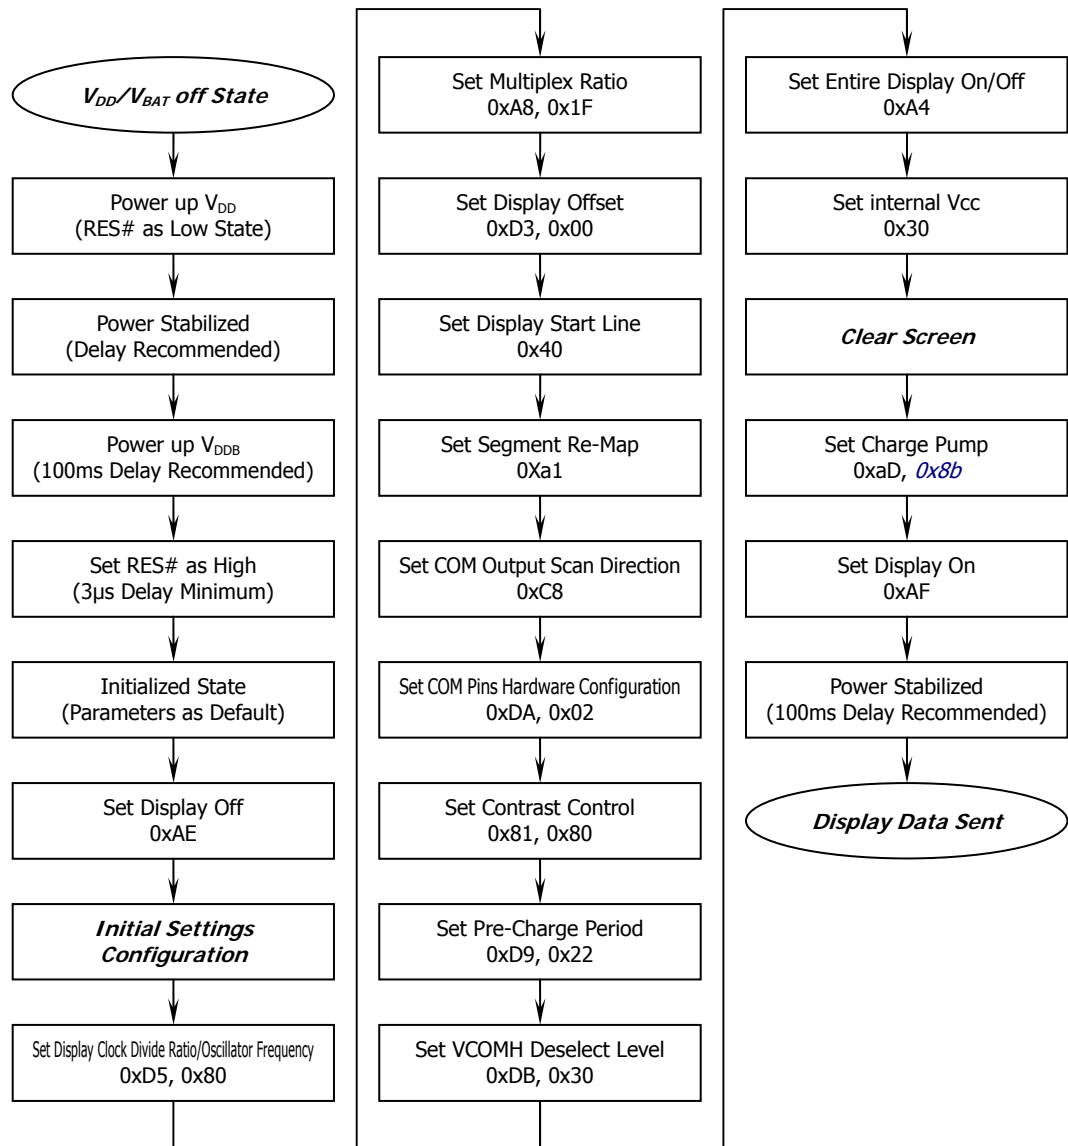 V_DD/V_BAT off State
Power up V_DD
(RES# as Low State)
Power Stabilized
(Delay Recommended)
Power up V_DDB
(100ms Delay Recommended)
Set RES# as High
(3µs Delay Minimum)
Initialized State
(Parameters as Default)
Set Display Off
0xAE
Initial Settings
Configuration
Set Display Clock Divide Ratio/Oscillator Frequency
0xD5, 0x80
Set Multiplex Ratio
0xA8, 0x1F
Set Display Offset
0xD3, 0x00
Set Display Start Line
0x40
Set Segment Re-Map
0Xa1
Set COM Output Scan Direction
0xC8
Set COM Pins Hardware Configuration
0xDA, 0x02
Set Contrast Control
0x81, 0x80
Set Pre-Charge Period
0xD9, 0x22
Set VCOMH Deselect Level
0xDB, 0x30
Set Entire Display On/Off
0xA4
Set internal Vcc
0x30
Clear Screen
Set Charge Pump
0xaD, 0x8b
Set Display On
0xAF
Power Stabilized
(100ms Delay Recommended)
Display Data Sent